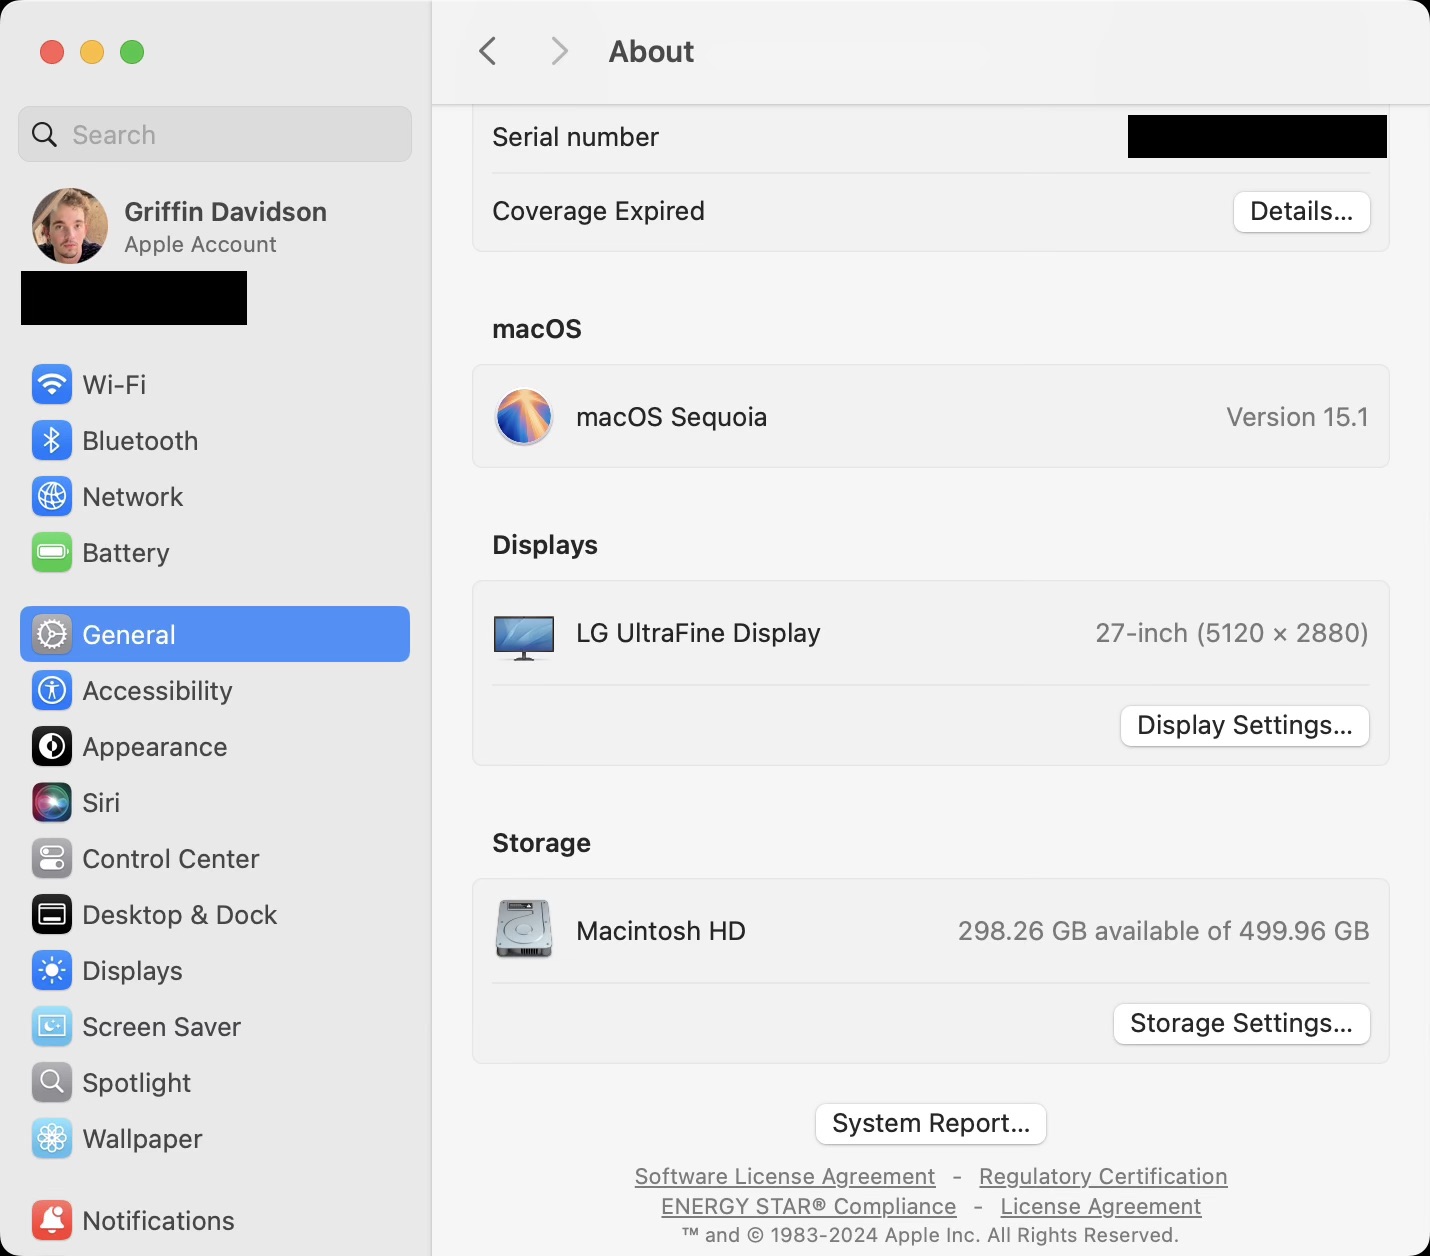 About
Search
Griffin Davidson
Apple Account
Wi-Fi
Bluetooth
Network
Battery
General
Accessibility
Appearance
Siri
Control Center
Desktop & Dock
Displays
Screen Saver
Spotlight
Wallpaper
Notifications
Serial number
Coverage Expired Details...
macOS
macOS Sequoia Version 15.1
Displays
LG UltraFine Display 27-inch (5120 × 2880)
Display Settings...
Storage
Macintosh HD 298.26 GB available of 499.96 GB
Storage Settings...
System Report...
Software License Agreement - Regulatory Certification
ENERGY STAR® Compliance - License Agreement
™ and © 1983-2024 Apple Inc. All Rights Reserved.